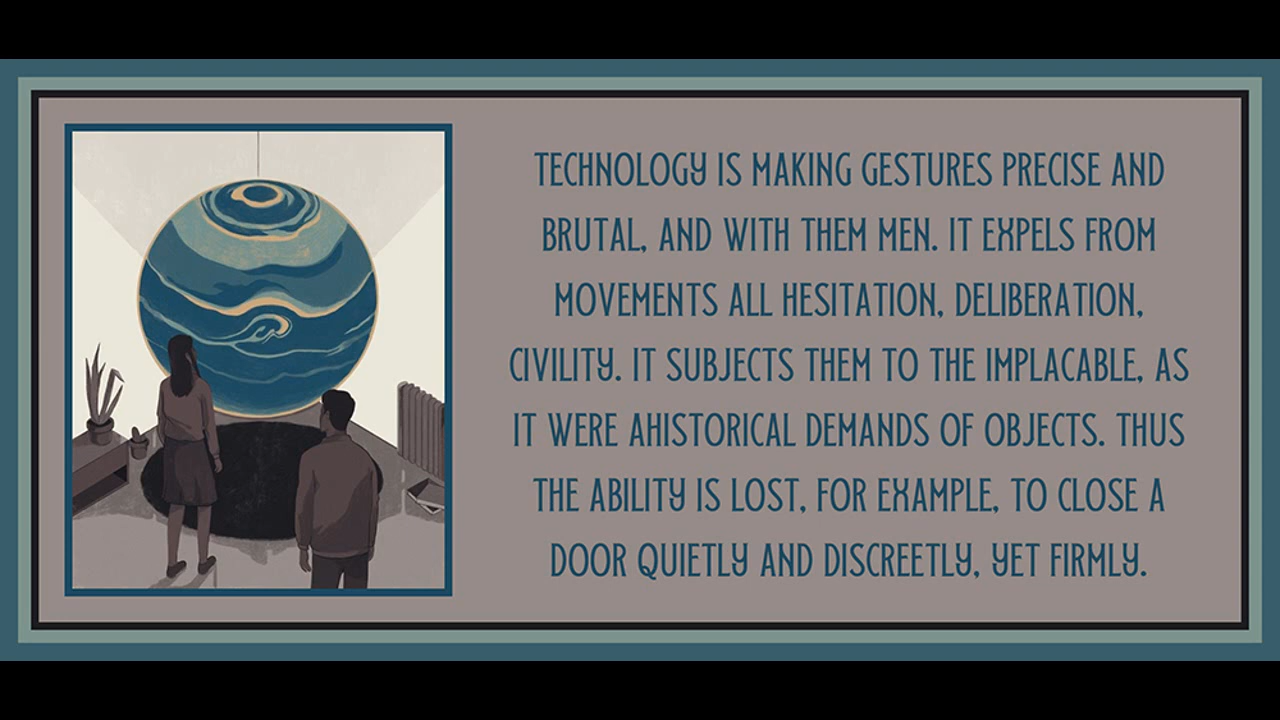 TECHNOLOGY IS MAKING GESTURES PRECISE AND
BRUTAL, AND WITH THEM MEN. IT EXPELS FROM
MOVEMENTS ALL HESITATION, DELIBERATION,
CIVILITY. IT SUBJECTS THEM TO THE IMPLACABLE, AS
IT WERE AHISTORICAL DEMANDS OF OBJECTS. THUS
THE ABILITY IS LOST, FOR EXAMPLE, TO CLOSE A
DOOR QUIETLY AND DISCREETLY, YET FIRMLY.